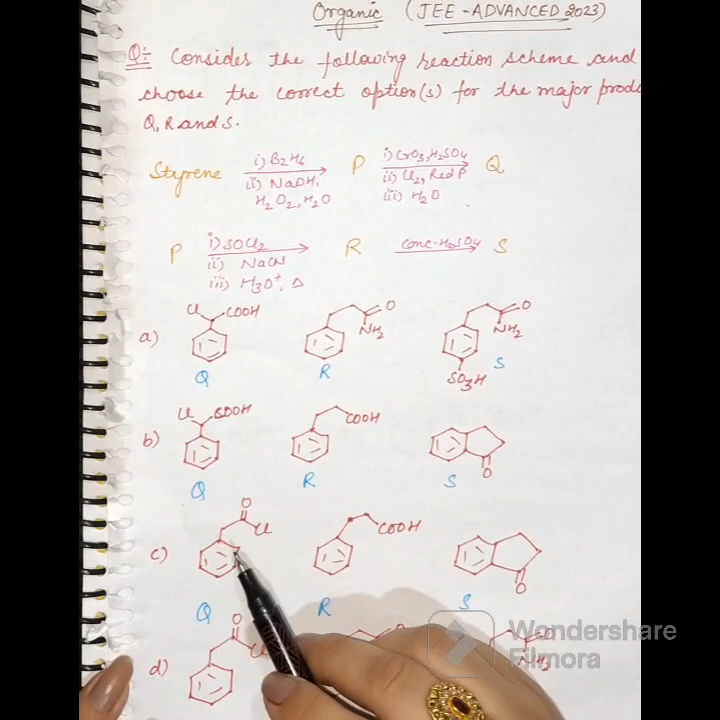 Organic (JEE-ADVANCED 2023)
Q:- Consider the following reaction scheme and
choose the correct option(s) for the major prod
Q, R and S.
Styrene i) B2H6 P i) CrO3, H2SO4 Q
ii) NaOH, ii) Cl2, Red P
H2O2, H2O iii) H2O
P i) SOCl2 R conc. H2SO4 S
ii) NaCN
iii) H3O+, Δ
Cl COOH O O
NH2 NH2
a)
SO3H
Q R S
Cl COOH COOH
b)
O
Q R S
O
Cl COOH
c)
O
Q R S
O
d)
NH2
Wondershare
Filmora